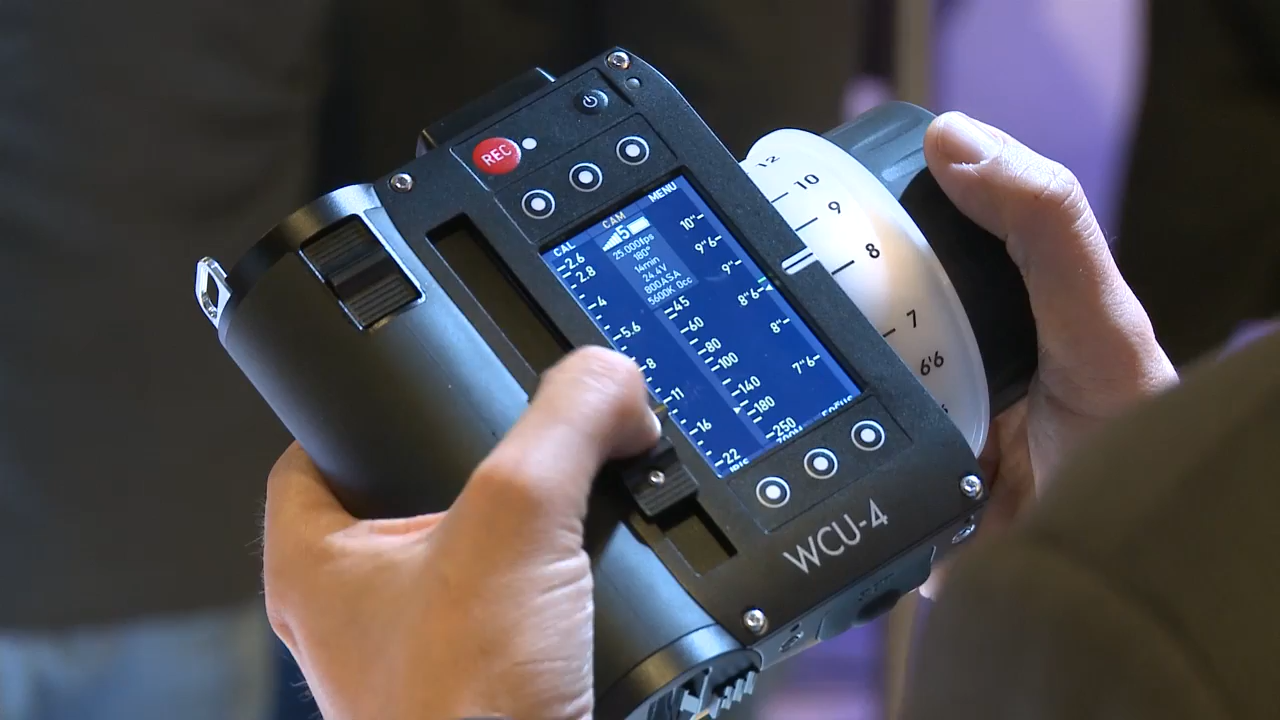 REC
CAL
CAM
MENU
5
25.000fps
180°
14min
24.4V
800ASA
5600K 0cc
2.6
2.8
4
5.6
8
11
16
22
IRIS
45
60
80
100
140
180
250
ZOOM
10"
9"6
9"
8"6
8"
7"6
FOCUS
12
10
9
8
7
6'6
WCU-4